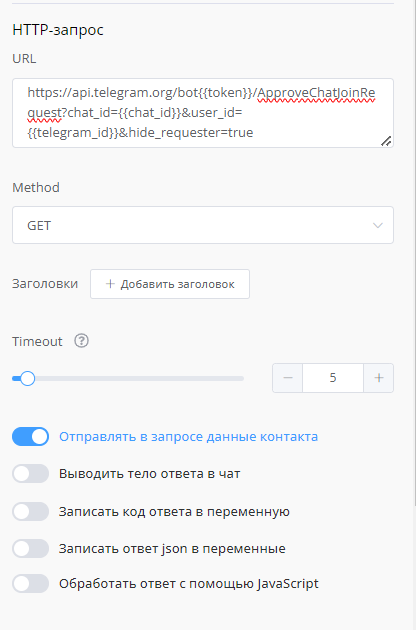 HTTP-запрос
URL
https://api.telegram.org/bot{{token}}/ApproveChatJoinRe
quest?chat_id={{chat_id}}&user_id=
{{telegram_id}}&hide_requester=true
Method
GET
Заголовки + Добавить заголовок
Timeout ?
− 5 +
Отправлять в запросе данные контакта
Выводить тело ответа в чат
Записать код ответа в переменную
Записать ответ json в переменные
Обработать ответ с помощью JavaScript